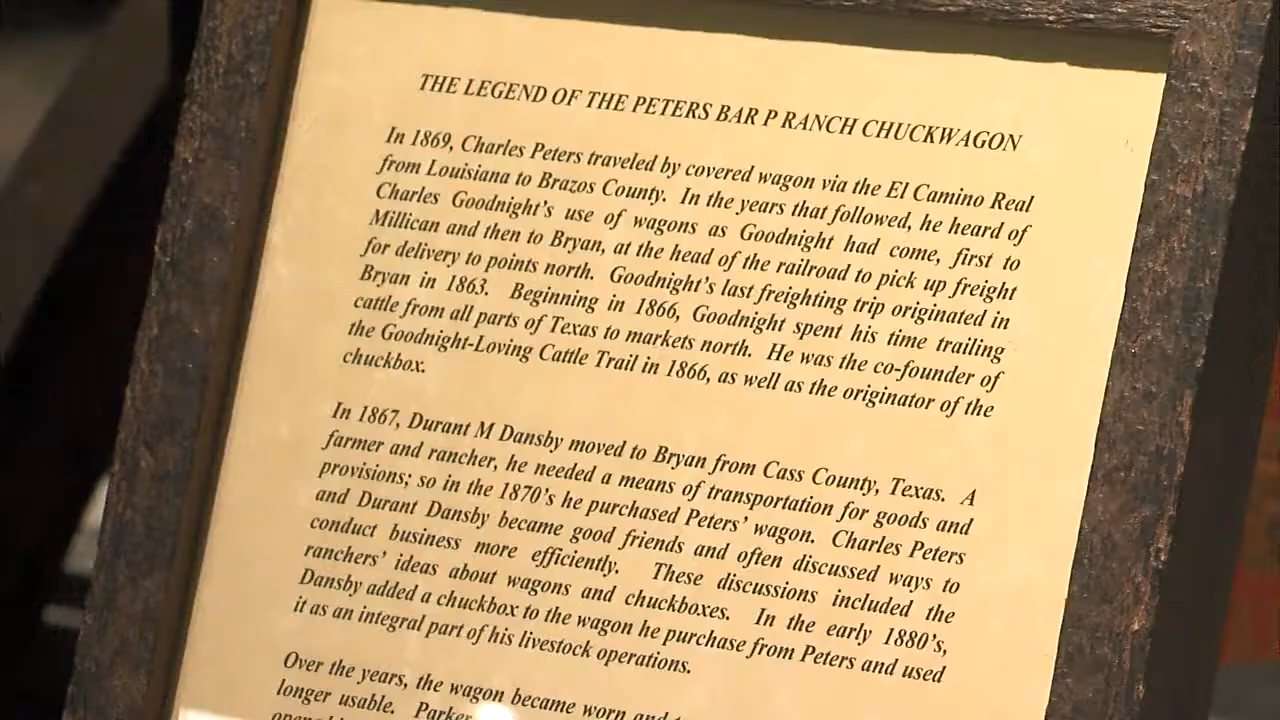 THE LEGEND OF THE PETERS BAR P RANCH CHUCKWAGON
In 1869, Charles Peters traveled by covered wagon via the El Camino Real
from Louisiana to Brazos County. In the years that followed, he heard of
Charles Goodnight's use of wagons as Goodnight had come, first to
Millican and then to Bryan, at the head of the railroad to pick up freight
for delivery to points north. Goodnight's last freighting trip originated in
Bryan in 1863. Beginning in 1866, Goodnight spent his time trailing
cattle from all parts of Texas to markets north. He was the co-founder of
the Goodnight-Loving Cattle Trail in 1866, as well as the originator of the
chuckbox.
In 1867, Durant M Dansby moved to Bryan from Cass County, Texas. A
farmer and rancher, he needed a means of transportation for goods and
provisions; so in the 1870's he purchased Peters' wagon. Charles Peters
and Durant Dansby became good friends and often discussed ways to
conduct business more efficiently. These discussions included the
ranchers' ideas about wagons and chuckboxes. In the early 1880's,
Dansby added a chuckbox to the wagon he purchase from Peters and used
it as an integral part of his livestock operations.
Over the years, the wagon became worn and
longer usable. Parker